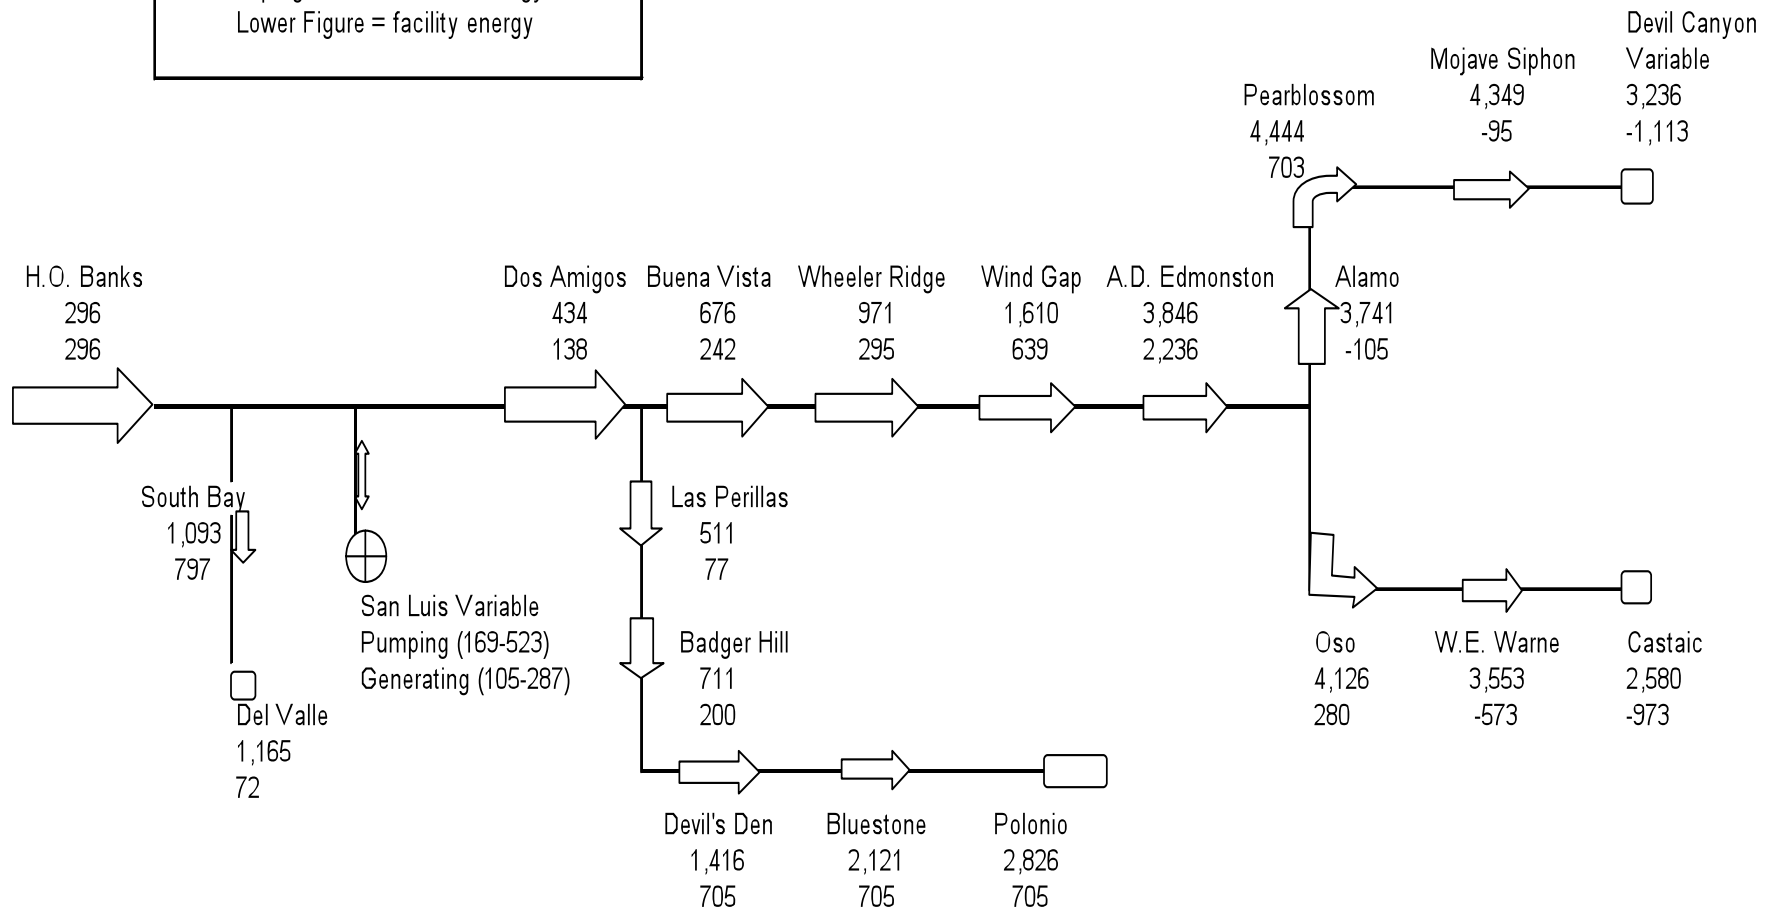 Lower Figure = facility energy
Devil Canyon
Variable
3,236
-1,113
Mojave Siphon
4,349
-95
Pearblossom
4,444
703
H.O. Banks
296
296
Dos Amigos
434
138
Buena Vista
676
242
Wheeler Ridge
971
295
Wind Gap
1,610
639
A.D. Edmonston
3,846
2,236
Alamo
3,741
-105
South Bay
1,093
797
Del Valle
1,165
72
San Luis Variable
Pumping (169-523)
Generating (105-287)
Las Perillas
511
77
Badger Hill
711
200
Devil's Den
1,416
705
Bluestone
2,121
705
Polonio
2,826
705
Oso
4,126
280
W.E. Warne
3,553
-573
Castaic
2,580
-973